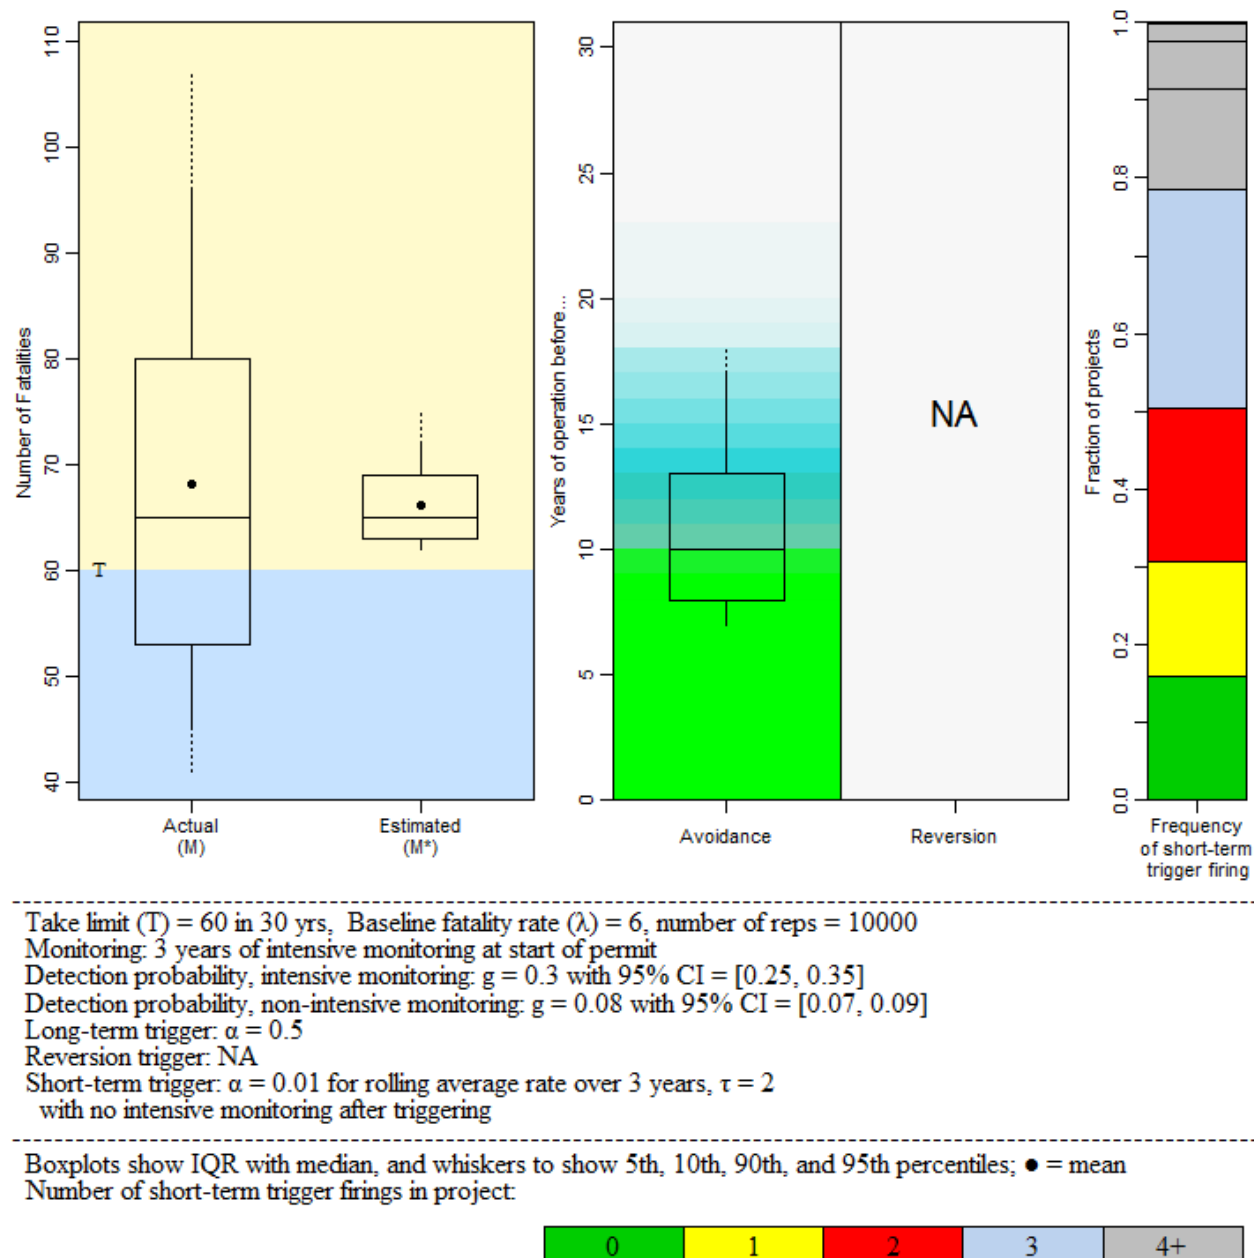 Number of Fatalities
110
100
90
80
70
60
50
40
T
Actual
(M)
Estimated
(M*)
Years of operation before...
30
25
20
15
10
5
0
NA
Avoidance
Reversion
Fraction of projects
1.0
0.8
0.6
0.4
0.2
0.0
Frequency
of short-term
trigger firing
Take limit (T) = 60 in 30 yrs, Baseline fatality rate (λ) = 6, number of reps = 10000
Monitoring: 3 years of intensive monitoring at start of permit
Detection probability, intensive monitoring: g = 0.3 with 95% CI = [0.25, 0.35]
Detection probability, non-intensive monitoring: g = 0.08 with 95% CI = [0.07, 0.09]
Long-term trigger: α = 0.5
Reversion trigger: NA
Short-term trigger: α = 0.01 for rolling average rate over 3 years, τ = 2
with no intensive monitoring after triggering
Boxplots show IQR with median, and whiskers to show 5th, 10th, 90th, and 95th percentiles; ● = mean
Number of short-term trigger firings in project:
0 1 2 3 4+